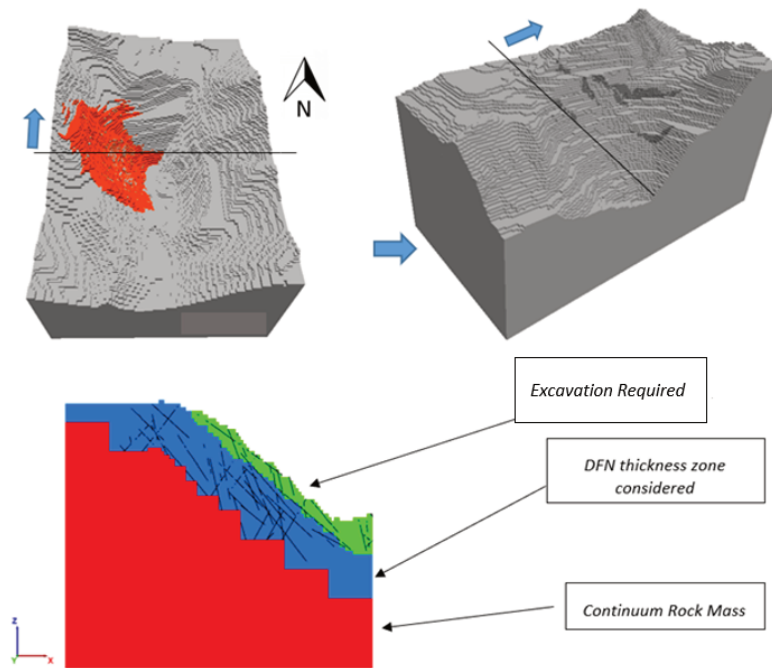 N
Excavation Required
DFN thickness zone
considered
Continuum Rock Mass
Z
Y
X